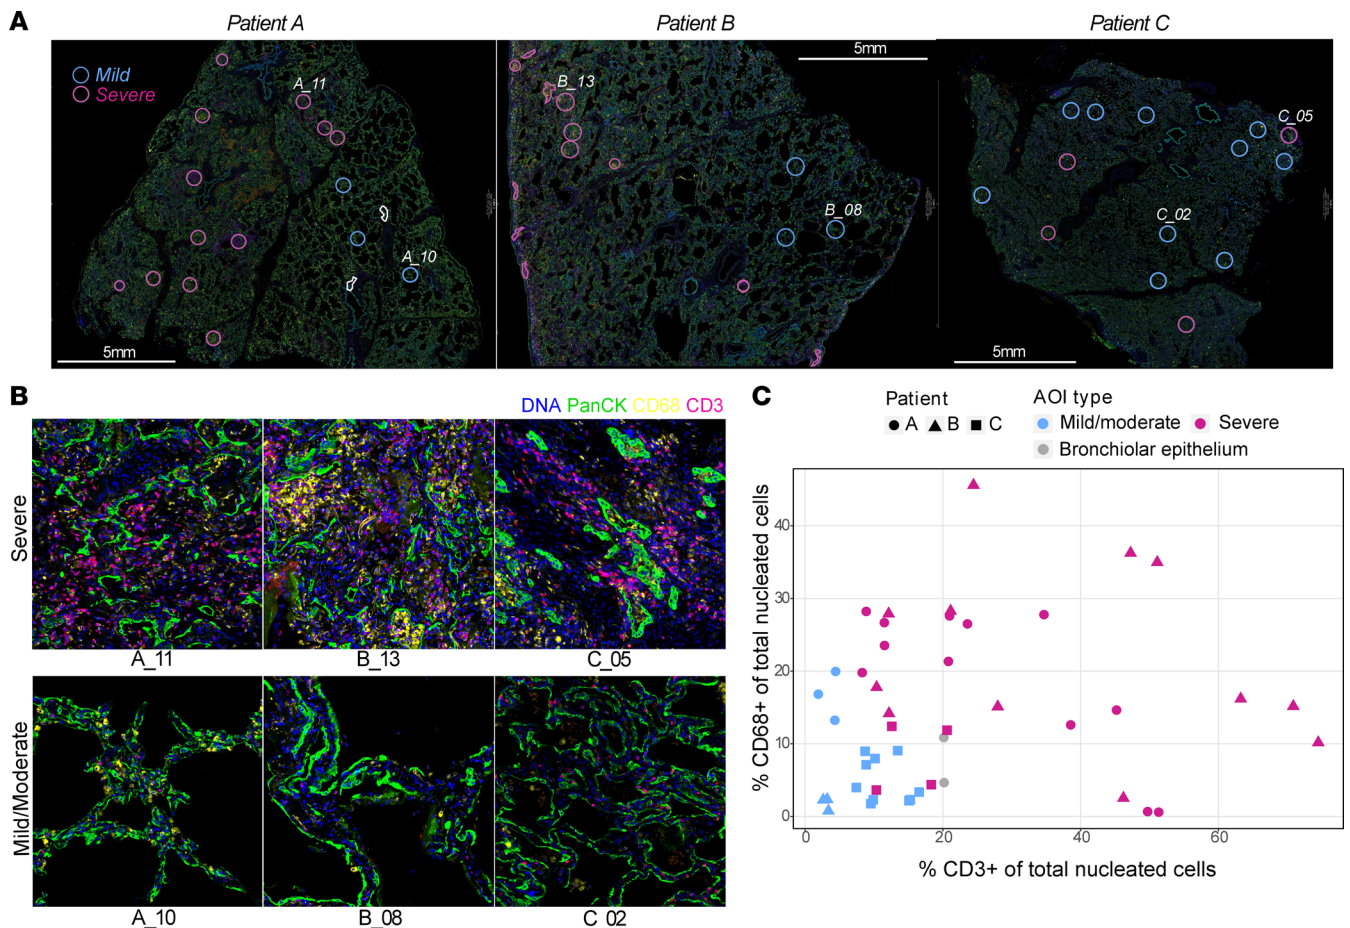 A
Patient A
Patient B
Patient C
Mild
Severe
A_11
A_10
5mm
B_13
B_08
5mm
C_05
C_02
5mm
B
DNA PanCK CD68 CD3
Severe
A_11
B_13
C_05
Mild/Moderate
A_10
B_08
C_02
C
Patient
A B C
AOI type
Mild/moderate Severe
Bronchiolar epithelium
% CD68+ of total nucleated cells
40
30
20
10
0
0 20 40 60
% CD3+ of total nucleated cells